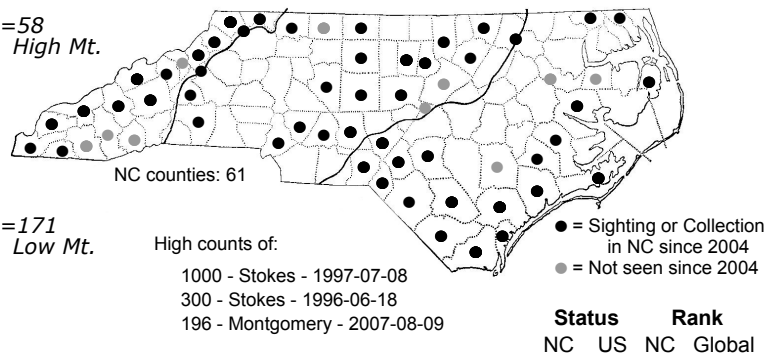 =58
High Mt.
NC counties: 61
=171
Low Mt.
High counts of:
1000 - Stokes - 1997-07-08
300 - Stokes - 1996-06-18
196 - Montgomery - 2007-08-09
= Sighting or Collection
in NC since 2004
= Not seen since 2004
Status Rank
NC US NC Global